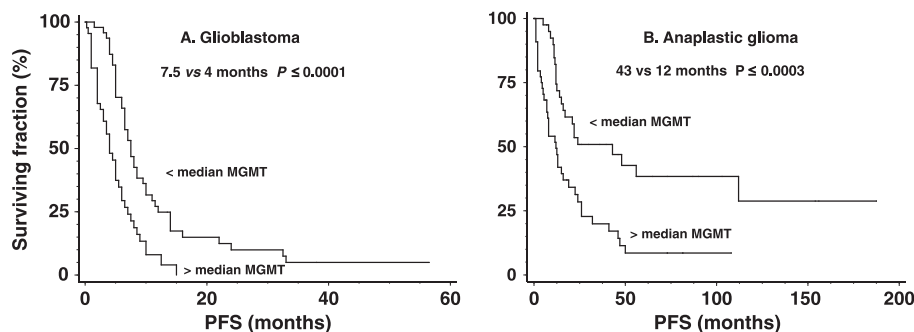 A. Glioblastoma
7.5 vs 4 months P ≤ 0.0001
< median MGMT
> median MGMT
Surviving fraction (%)
100
75
50
25
0
0 20 40 60
PFS (months)
B. Anaplastic glioma
43 vs 12 months P ≤ 0.0003
< median MGMT
> median MGMT
100
75
50
25
0
0 50 100 150 200
PFS (months)